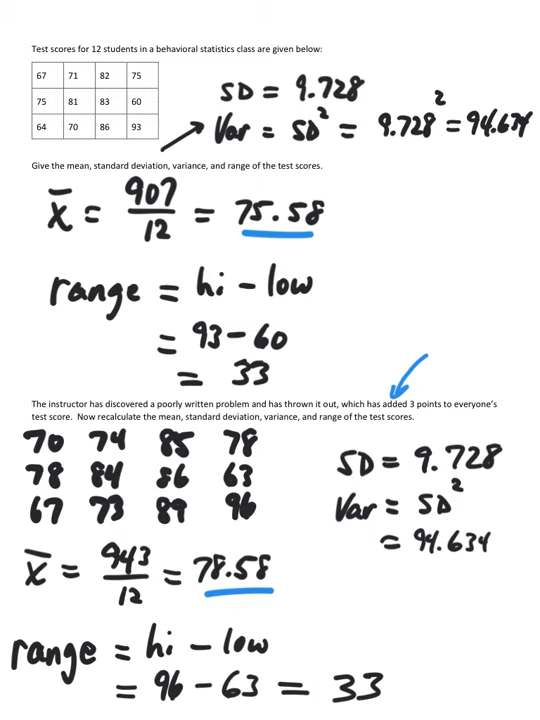 Test scores for 12 students in a behavioral statistics class are given below:
67 71 82 75
75 81 83 60
64 70 86 93
SD = 9.728
Var = SD² = 9.728² = 94.634
Give the mean, standard deviation, variance, and range of the test scores.
x̄ = 907/12 = 75.58
range = hi - low
= 93 - 60
= 33
The instructor has discovered a poorly written problem and has thrown it out, which has added 3 points to everyone's
test score. Now recalculate the mean, standard deviation, variance, and range of the test scores.
70 74 85 78
78 84 86 63
67 73 89 96
SD = 9.728
Var = SD²
= 94.634
x̄ = 943/12 = 78.58
range = hi - low
= 96 - 63 = 33